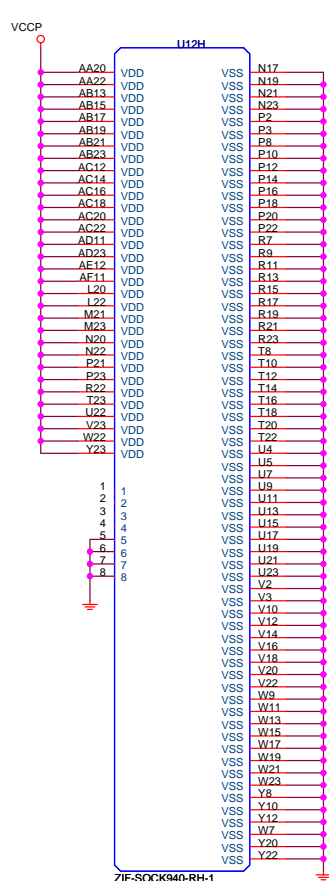 VCCP
U12H
AA20 VDD VSS N17
AA22 VDD VSS N19
AB13 VDD VSS N21
AB15 VDD VSS N23
AB17 VDD VSS P2
AB19 VDD VSS P3
AB21 VDD VSS P8
AB23 VDD VSS P10
AC12 VDD VSS P12
AC14 VDD VSS P14
AC16 VDD VSS P16
AC18 VDD VSS P18
AC20 VDD VSS P20
AC22 VDD VSS P22
AD11 VDD VSS R7
AD23 VDD VSS R9
AE12 VDD VSS R11
AF11 VDD VSS R13
L20 VDD VSS R15
L22 VDD VSS R17
M21 VDD VSS R19
M23 VDD VSS R21
N20 VDD VSS R23
N22 VDD VSS T8
P21 VDD VSS T10
P23 VDD VSS T12
R22 VDD VSS T14
T23 VDD VSS T16
U22 VDD VSS T18
V23 VDD VSS T20
W22 VDD VSS T22
Y23 VDD VSS U4
VSS U5
VSS U7
1 1 VSS U9
2 2 VSS U11
3 3 VSS U13
4 4 VSS U15
5 5 VSS U17
6 6 VSS U19
7 7 VSS U21
8 8 VSS U23
VSS V2
VSS V3
VSS V10
VSS V12
VSS V14
VSS V16
VSS V18
VSS V20
VSS V22
VSS W9
VSS W11
VSS W13
VSS W15
VSS W17
VSS W19
VSS W21
VSS W23
VSS Y8
VSS Y10
VSS Y12
VSS W7
VSS Y20
VSS Y22
ZIF-SOCK940-RH-1